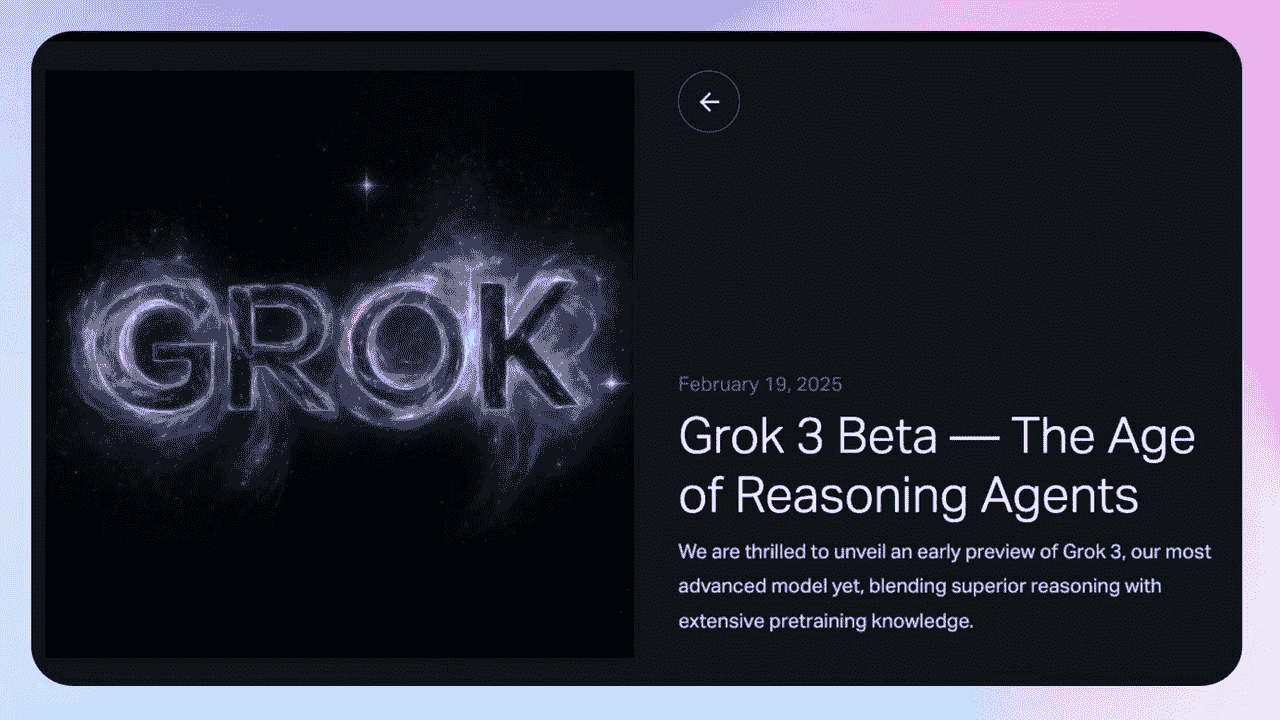 GROK
February 19, 2025
Grok 3 Beta — The Age
of Reasoning Agents
We are thrilled to unveil an early preview of Grok 3, our most
advanced model yet, blending superior reasoning with
extensive pretraining knowledge.